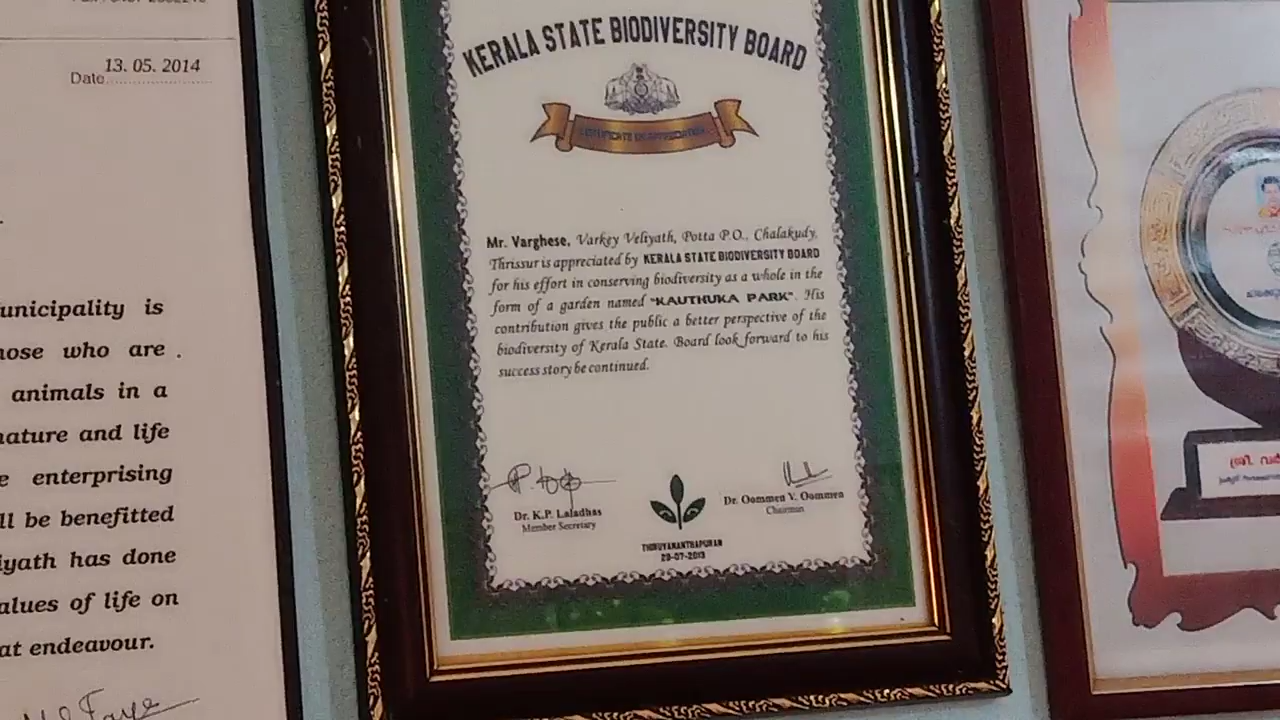 13. 05. 2014
Date
unicipality is
hose who are .
animals in a
nature and life
e enterprising
ll be benefitted
iyath has done
alues of life on
at endeavour.
KERALA STATE BIODIVERSITY BOARD
CERTIFICATE OF APPRECIATION
Mr. Varghese, Varkey Veliyath, Potta P.O., Chalakudy,
Thrissur is appreciated by KERALA STATE BIODIVERSITY BOARD
for his effort in conserving biodiversity as a whole in the
form of a garden named "KAUTHUKA PARK". His
contribution gives the public a better perspective of the
biodiversity of Kerala State. Board look forward to his
success story be continued.
Dr. K.P. Laladhas
Member Secretary
Dr. Oommen V. Oommen
Chairman
THIRUVANANTHAPURAM
29-07-2013